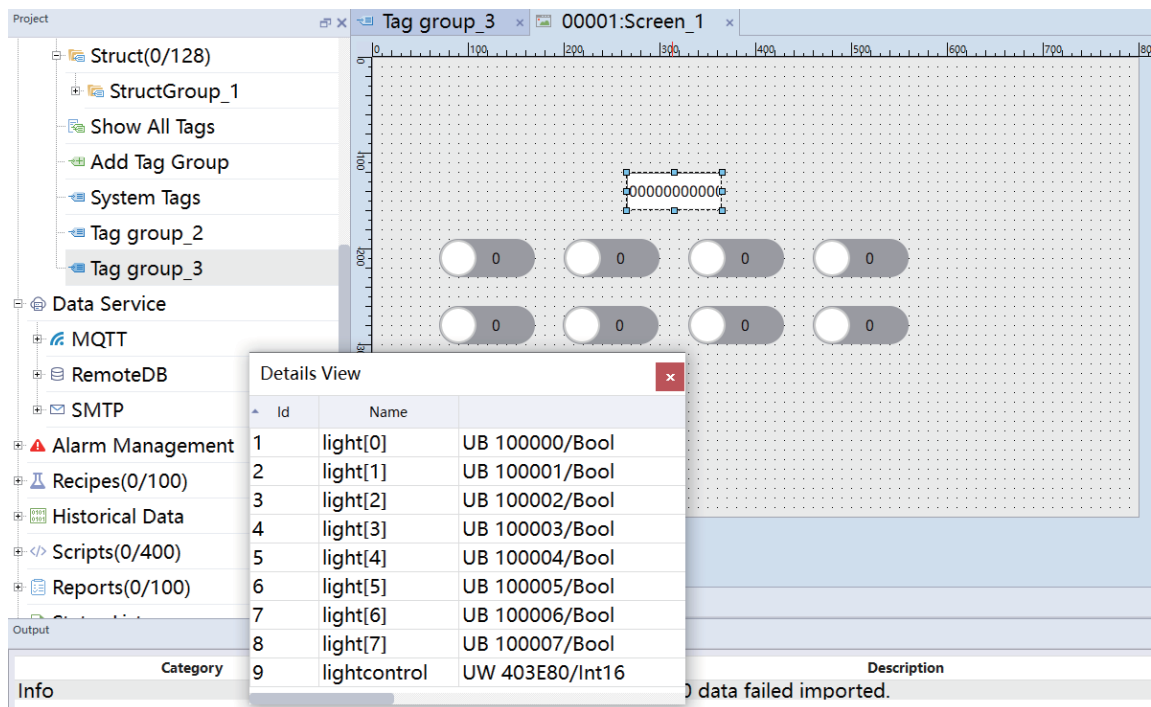 Project
Struct(0/128)
StructGroup_1
Show All Tags
Add Tag Group
System Tags
Tag group_2
Tag group_3
Data Service
MQTT
RemoteDB
SMTP
Alarm Management
Recipes(0/100)
Historical Data
Scripts(0/400)
Reports(0/100)
Tag group_3 ×
00001:Screen_1 ×
0 100 200 300 400 500 600 700 80
0
100
200
00000000000
0 0 0 0
0 0 0 0
Details View
Id Name
1 light[0] UB 100000/Bool
2 light[1] UB 100001/Bool
3 light[2] UB 100002/Bool
4 light[3] UB 100003/Bool
5 light[4] UB 100004/Bool
6 light[5] UB 100005/Bool
7 light[6] UB 100006/Bool
8 light[7] UB 100007/Bool
9 lightcontrol UW 403E80/Int16
Output
Category Description
Info 0 data failed imported.